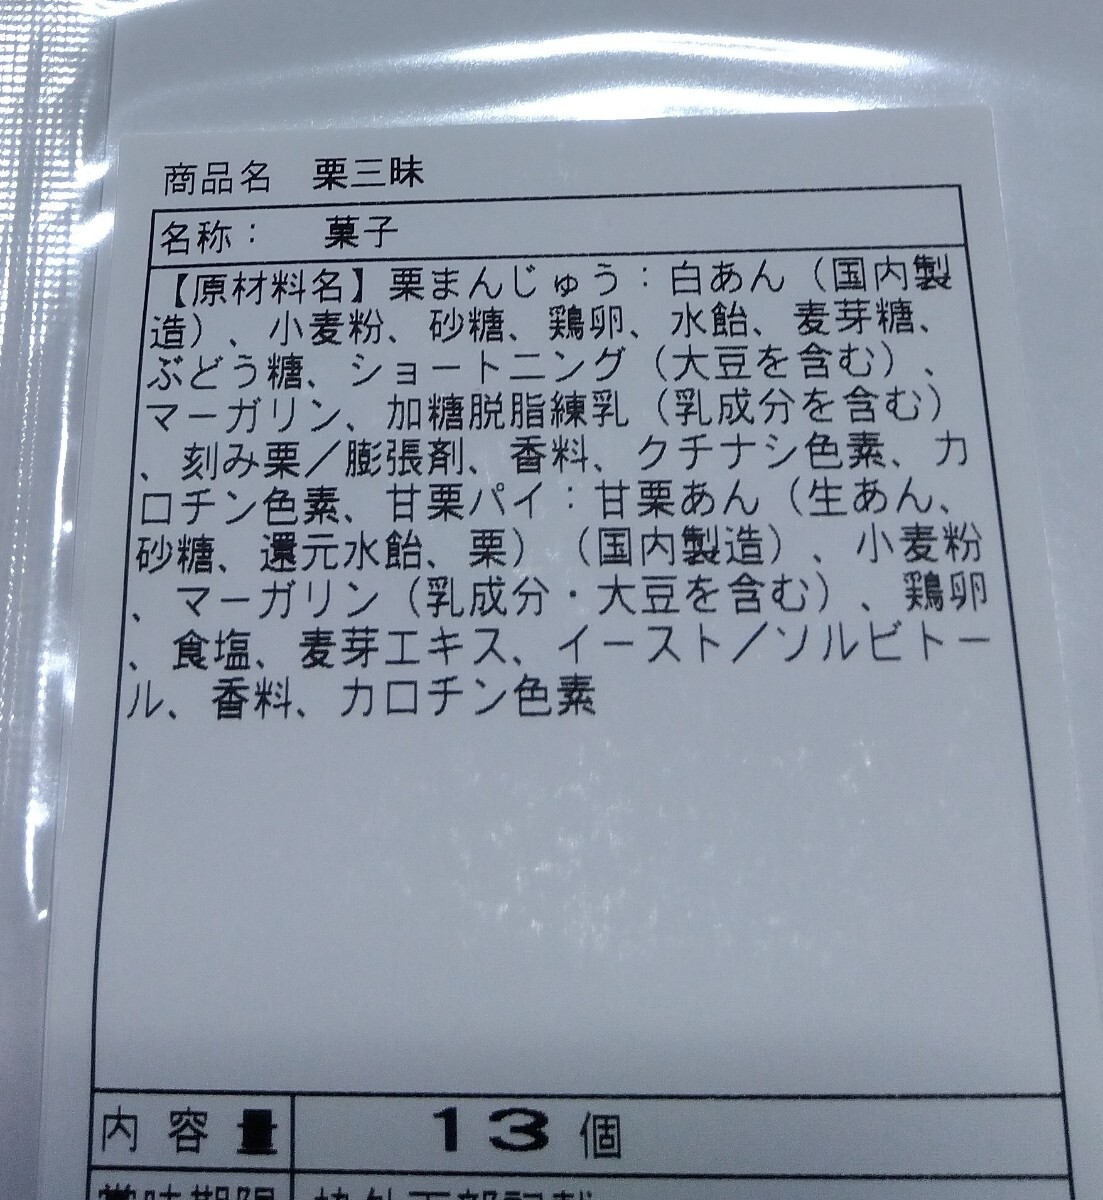 商品名 栗三昧
名称： 菓子
【原材料名】栗まんじゅう：白あん（国内製
造）、小麦粉、砂糖、鶏卵、水飴、麦芽糖、
ぶどう糖、ショートニング（大豆を含む）、
マーガリン、加糖脱脂練乳（乳成分を含む）
、刻み栗／膨張剤、香料、クチナシ色素、カ
ロチン色素、甘栗パイ：甘栗あん（生あん、
砂糖、還元水飴、栗）（国内製造）、小麦粉
、マーガリン（乳成分・大豆を含む）、鶏卵
、食塩、麦芽エキス、イースト／ソルビトー
ル、香料、カロチン色素
内容量 13個
賞味期限